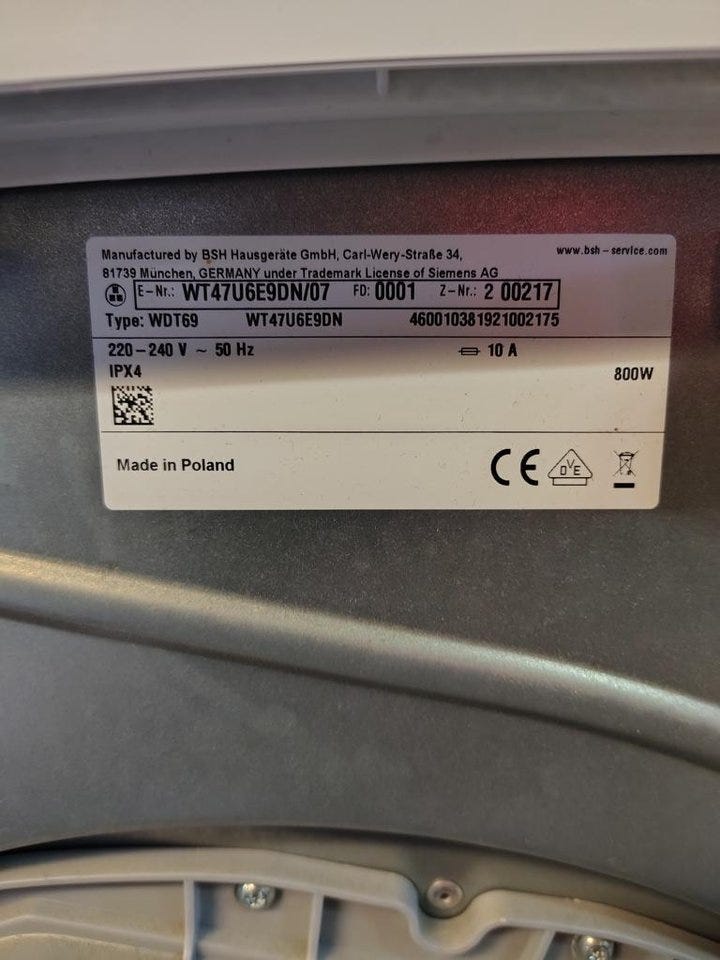 Manufactured by BSH Hausgeräte GmbH, Carl-Wery-Straße 34, www.bsh-service.com
81739 München, GERMANY under Trademark License of Siemens AG
E-Nr.: WT47U6E9DN/07 FD: 0001 Z-Nr.: 2 00217
Type: WDT69 WT47U6E9DN 460010381921002175
220-240 V ~ 50 Hz 10 A
IPX4 800W
Made in Poland CE DVE